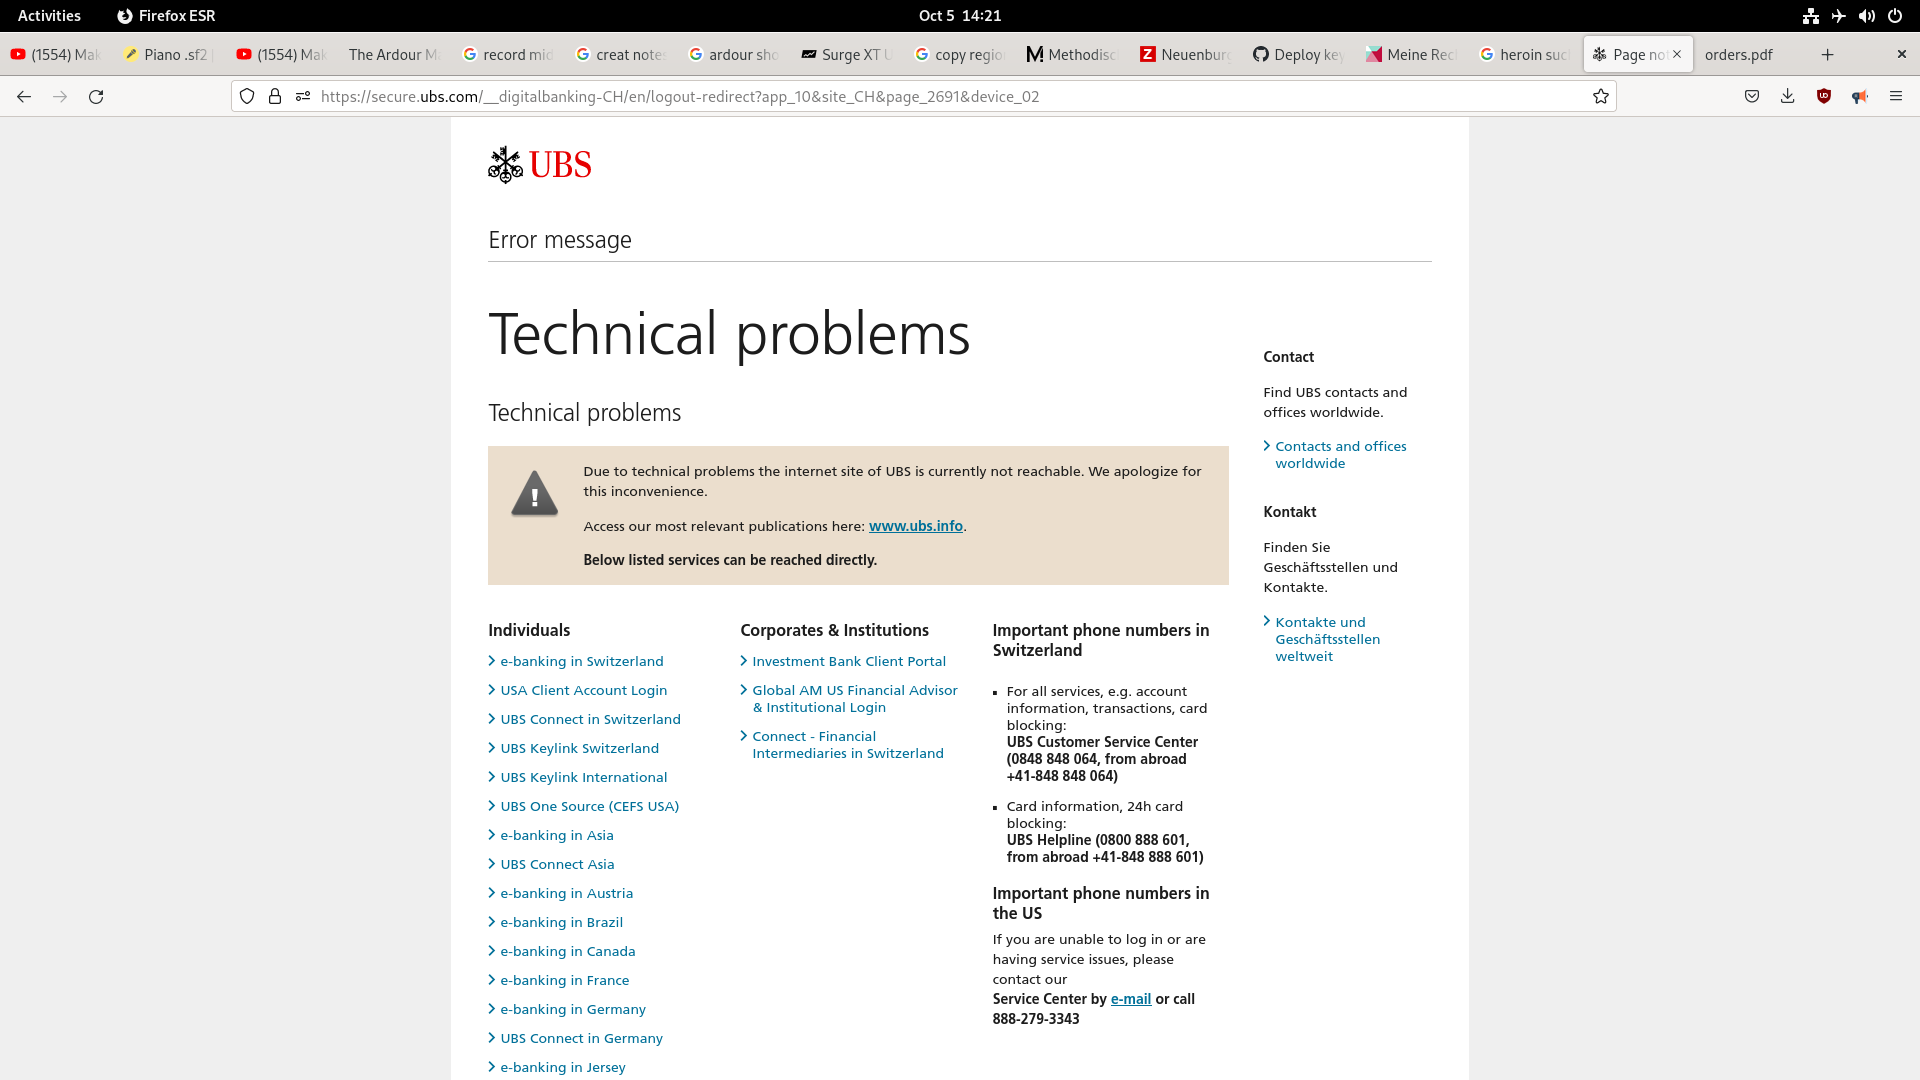 Activities
Firefox ESR
Oct 5 14:21
(1554) Mak
Piano .sf2 |
(1554) Mak
The Ardour M
record mid
creat notes
ardour sho
Surge XT U
copy regio
Methodisc
Neuenburg
Deploy key
Meine Rec
heroin suc
Page not
orders.pdf
https://secure.ubs.com/__digitalbanking-CH/en/logout-redirect?app_10&site_CH&page_2691&device_02
UBS
Error message
Technical problems
Technical problems
Due to technical problems the internet site of UBS is currently not reachable. We apologize for
this inconvenience.
Access our most relevant publications here: www.ubs.info.
Below listed services can be reached directly.
Individuals
e-banking in Switzerland
USA Client Account Login
UBS Connect in Switzerland
UBS Keylink Switzerland
UBS Keylink International
UBS One Source (CEFS USA)
e-banking in Asia
UBS Connect Asia
e-banking in Austria
e-banking in Brazil
e-banking in Canada
e-banking in France
e-banking in Germany
UBS Connect in Germany
e-banking in Jersey
Corporates & Institutions
Investment Bank Client Portal
Global AM US Financial Advisor
& Institutional Login
Connect - Financial
Intermediaries in Switzerland
Important phone numbers in
Switzerland
For all services, e.g. account
information, transactions, card
blocking:
UBS Customer Service Center
(0848 848 064, from abroad
+41-848 848 064)
Card information, 24h card
blocking:
UBS Helpline (0800 888 601,
from abroad +41-848 888 601)
Important phone numbers in
the US
If you are unable to log in or are
having service issues, please
contact our
Service Center by e-mail or call
888-279-3343
Contact
Find UBS contacts and
offices worldwide.
Contacts and offices
worldwide
Kontakt
Finden Sie
Geschäftsstellen und
Kontakte.
Kontakte und
Geschäftsstellen
weltweit